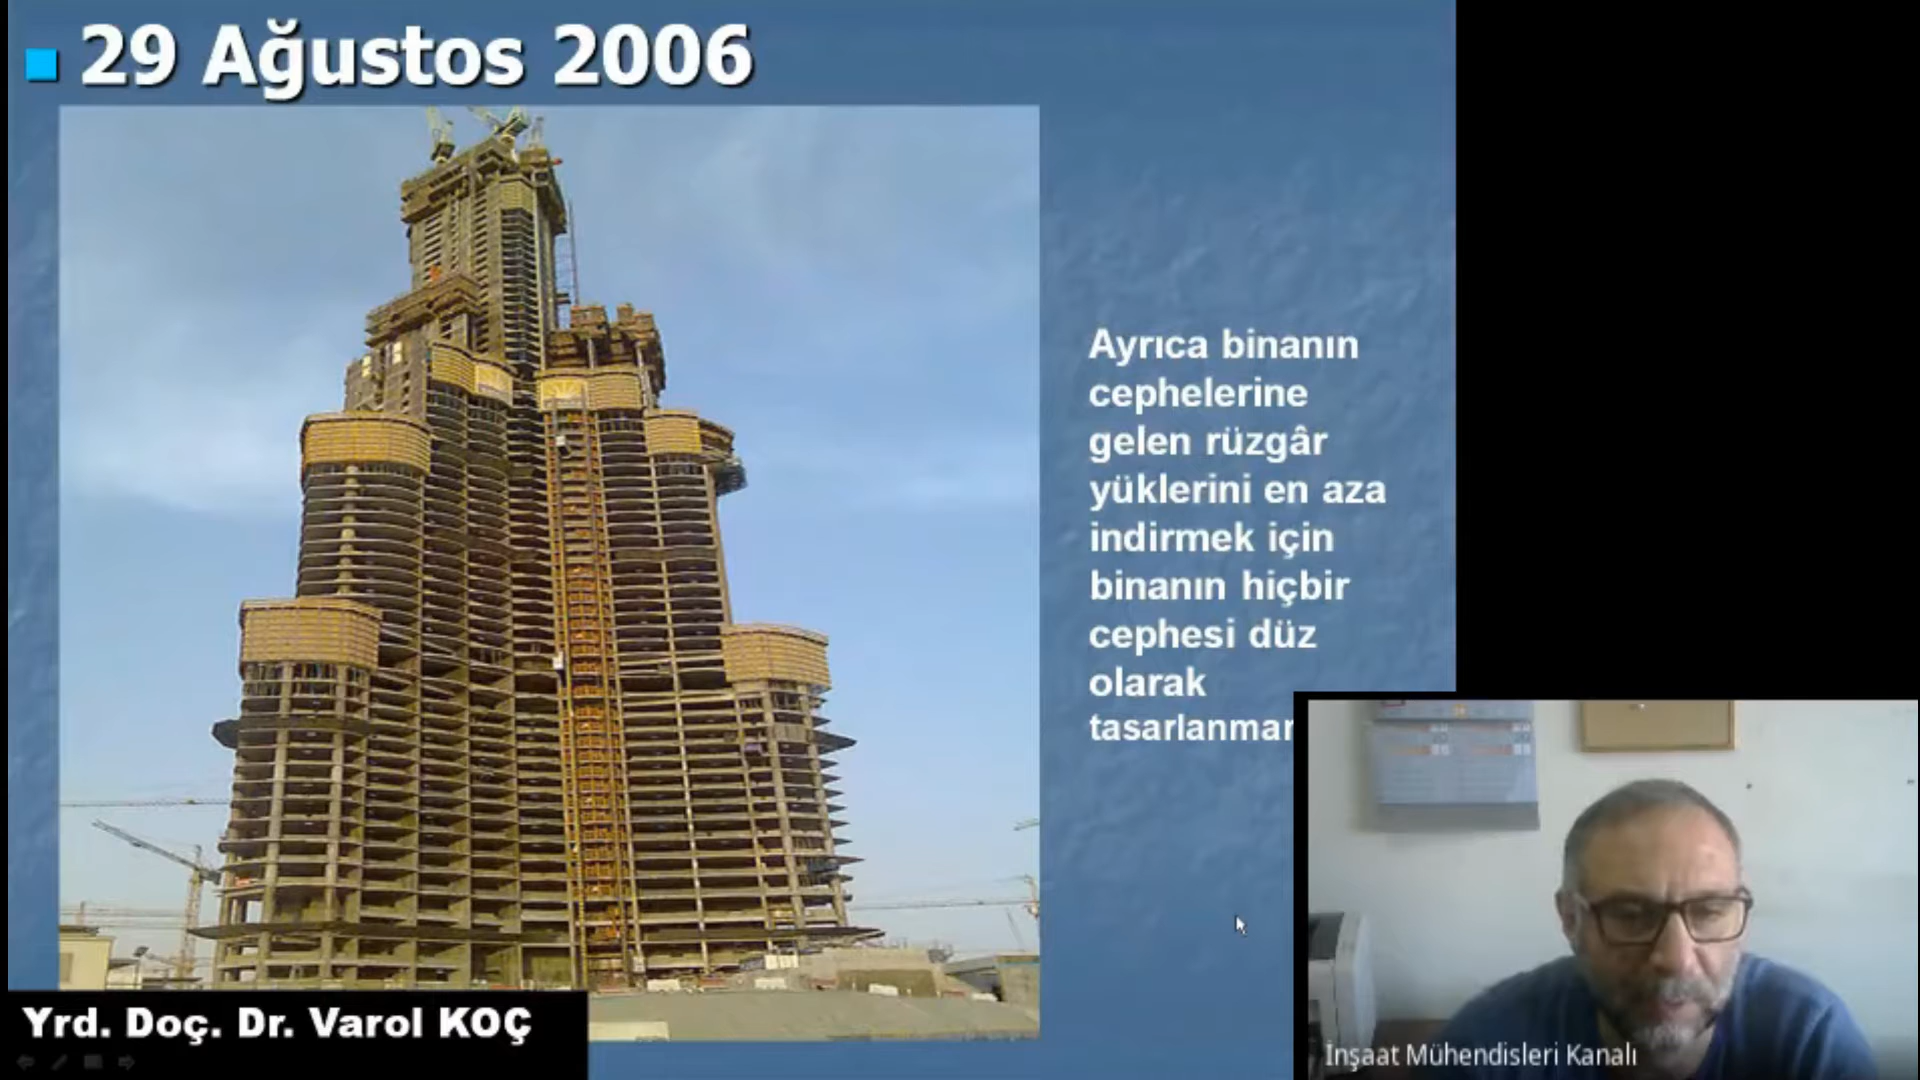 29 Ağustos 2006
Ayrıca binanın
cephelerine
gelen rüzgâr
yüklerini en aza
indirmek için
binanın hiçbir
cephesi düz
olarak
Yrd. Doç. Dr. Varol KOÇ
İnşaat Mühendisleri Kanalı